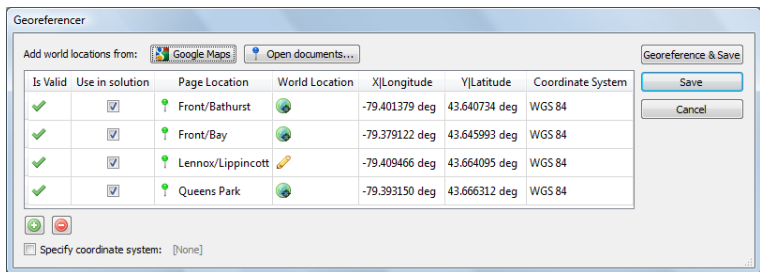 Georeferencer
Add world locations from: Google Maps Open documents... Georeference & Save
Is Valid Use in solution Page Location World Location X|Longitude Y|Latitude Coordinate System Save
Front/Bathurst -79.401379 deg 43.640734 deg WGS 84 Cancel
Front/Bay -79.379122 deg 43.645993 deg WGS 84
Lennox/Lippincott -79.409466 deg 43.664095 deg WGS 84
Queens Park -79.393150 deg 43.666312 deg WGS 84
Specify coordinate system: [None]